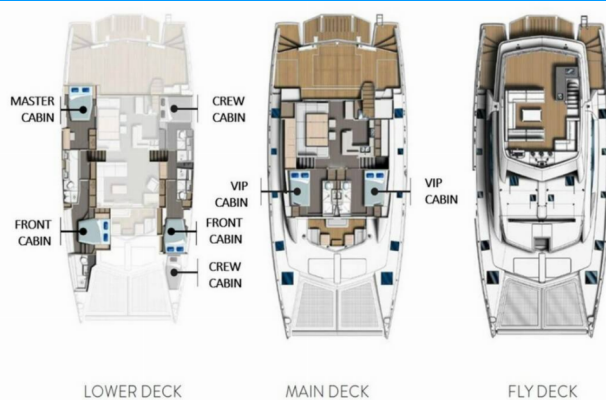 MASTER
CABIN
CREW
CABIN
FRONT
CABIN
FRONT
CABIN
CREW
CABIN
VIP
CABIN
VIP
CABIN
LOWER DECK
MAIN DECK
FLY DECK